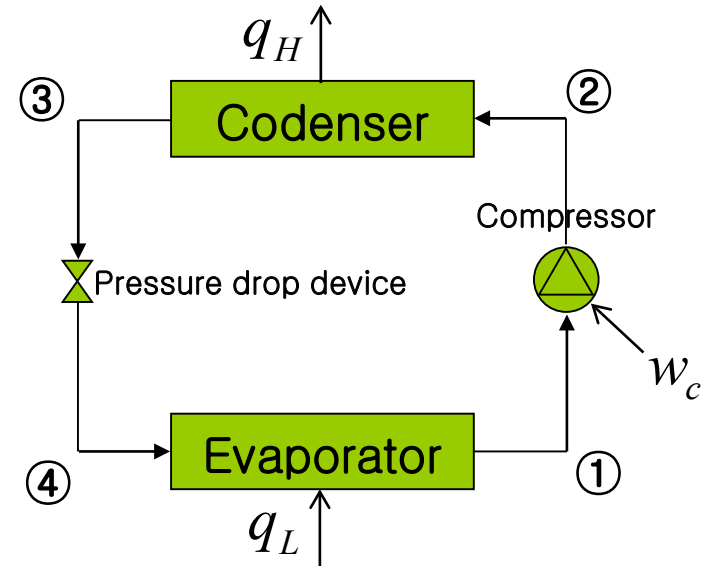 q_H
③
②
Codenser
Compressor
Pressure drop device
w_c
④
Evaporator
①
q_L